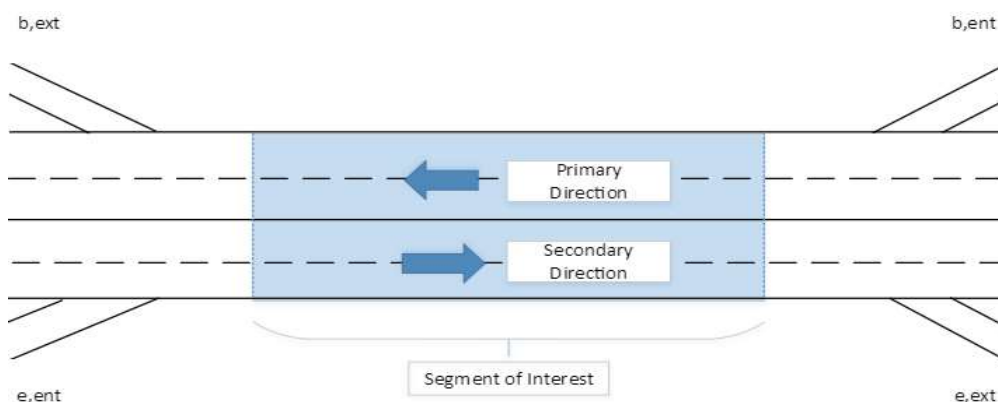 b,ext
b,ent
Primary
Direction
Secondary
Direction
Segment of Interest
e,ent
e,ext